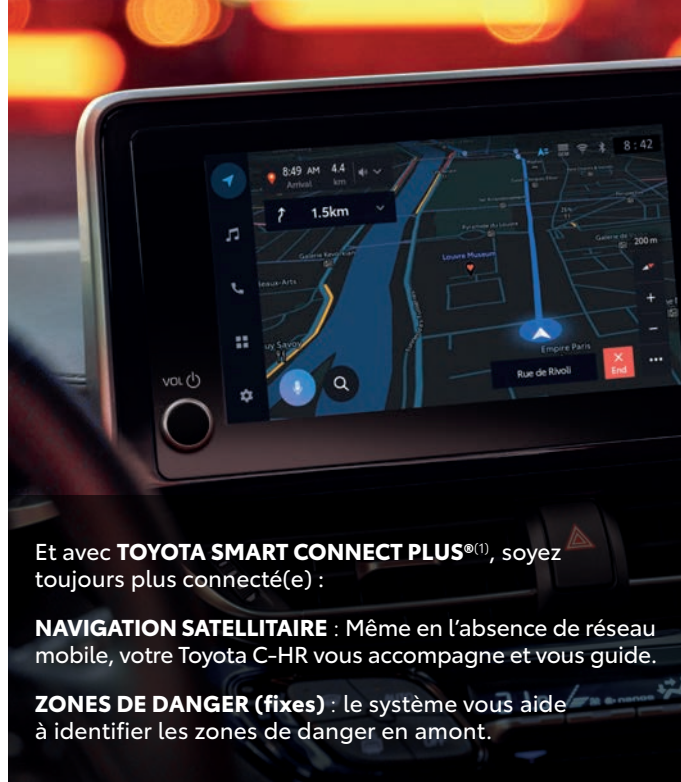 8:49 AM 4.4
Arrival km
8:42
1.5km
Louvre Museum
200 m
+
−
Empire Paris
Rue de Rivoli
X
End
VOL
Et avec TOYOTA SMART CONNECT PLUS®(1), soyez
toujours plus connecté(e) :
NAVIGATION SATELLITAIRE : Même en l’absence de réseau
mobile, votre Toyota C-HR vous accompagne et vous guide.
ZONES DE DANGER (fixes) : le système vous aide
à identifier les zones de danger en amont.